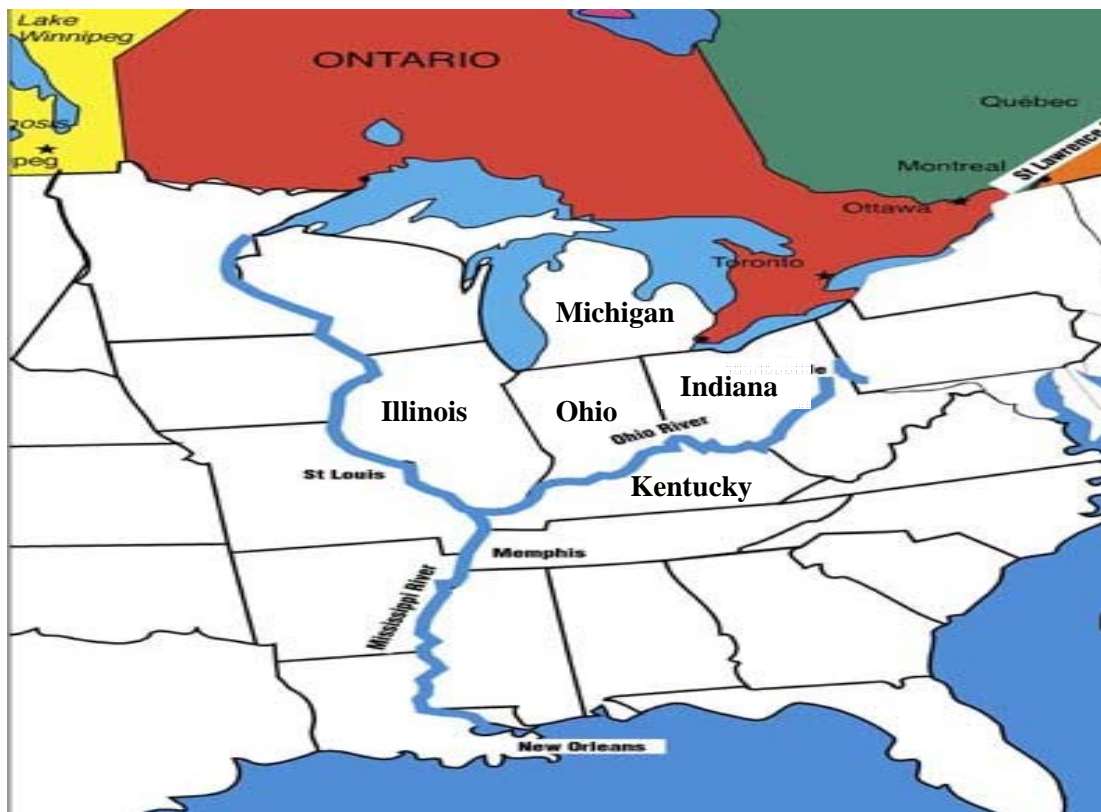 Lake
Winnipeg
ONTARIO
Québec
nosis
peg
Montreal
St Lawrence
Ottawa
Toronto
Michigan
Indiana
Illinois
Ohio
Ohio River
St Louis
Kentucky
Memphis
Mississippi River
New Orleans